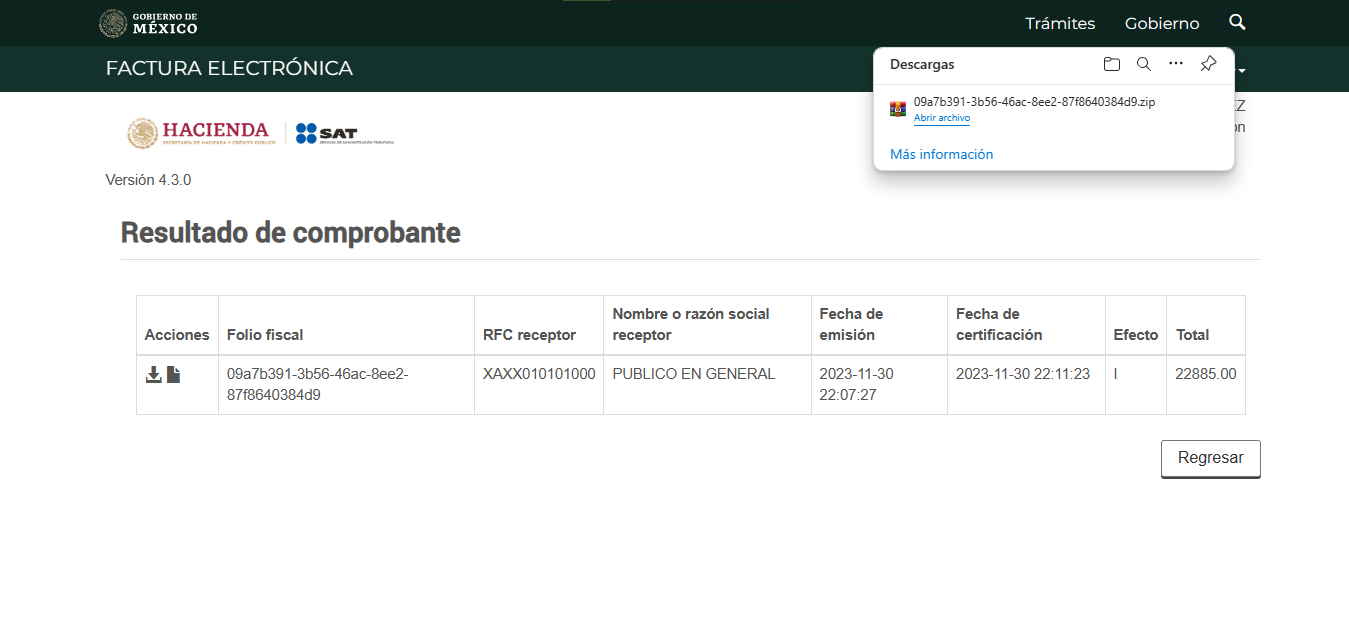 GOBIERNO DE
MÉXICO
Trámites
Gobierno
FACTURA ELECTRÓNICA
Descargas
09a7b391-3b56-46ac-8ee2-87f8640384d9.zip
Abrir archivo
Más información
EZ
ón
HACIENDA
SECRETARÍA DE HACIENDA Y CRÉDITO PÚBLICO
SAT
SERVICIO DE ADMINISTRACIÓN TRIBUTARIA
Versión 4.3.0
Resultado de comprobante
Acciones
Folio fiscal
RFC receptor
Nombre o razón social
receptor
Fecha de
emisión
Fecha de
certificación
Efecto
Total
09a7b391-3b56-46ac-8ee2-
87f8640384d9
XAXX010101000
PUBLICO EN GENERAL
2023-11-30
22:07:27
2023-11-30 22:11:23
I
22885.00
Regresar